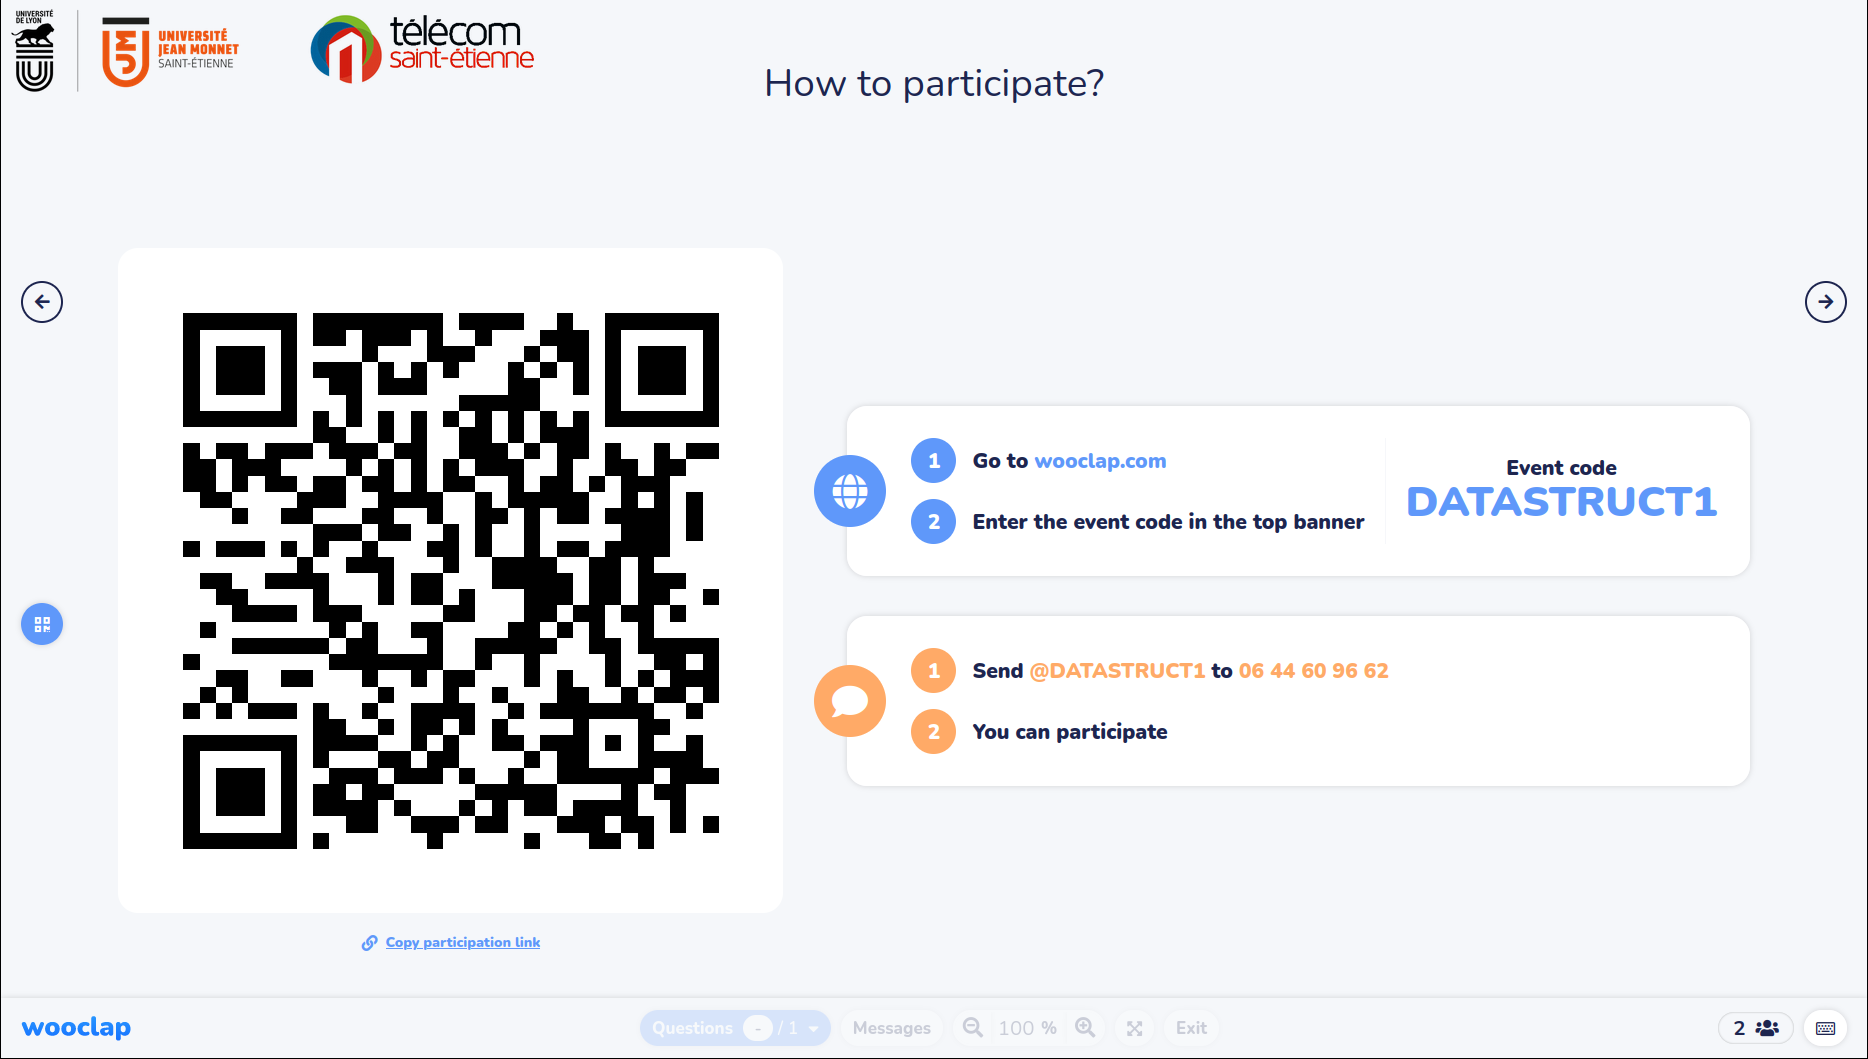 UNIVERSITÉ
DE LYON
UNIVERSITÉ
JEAN MONNET
SAINT-ÉTIENNE
télécom
saint-étienne
How to participate?
1 Go to wooclap.com
2 Enter the event code in the top banner
Event code
DATASTRUCT1
1 Send @DATASTRUCT1 to 06 44 60 96 62
2 You can participate
Copy participation link
wooclap
Questions - / 1
Messages
100 %
Exit
2